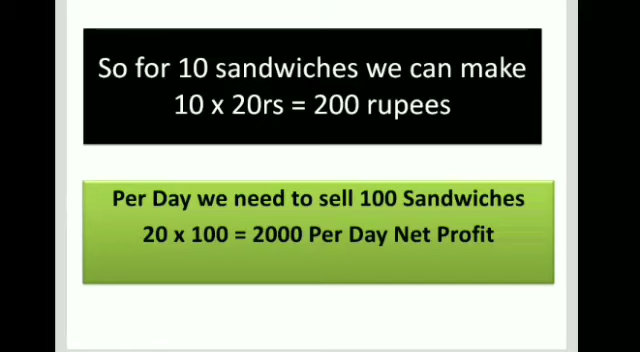 So for 10 sandwiches we can make
10 x 20rs = 200 rupees
Per Day we need to sell 100 Sandwiches
20 x 100 = 2000 Per Day Net Profit